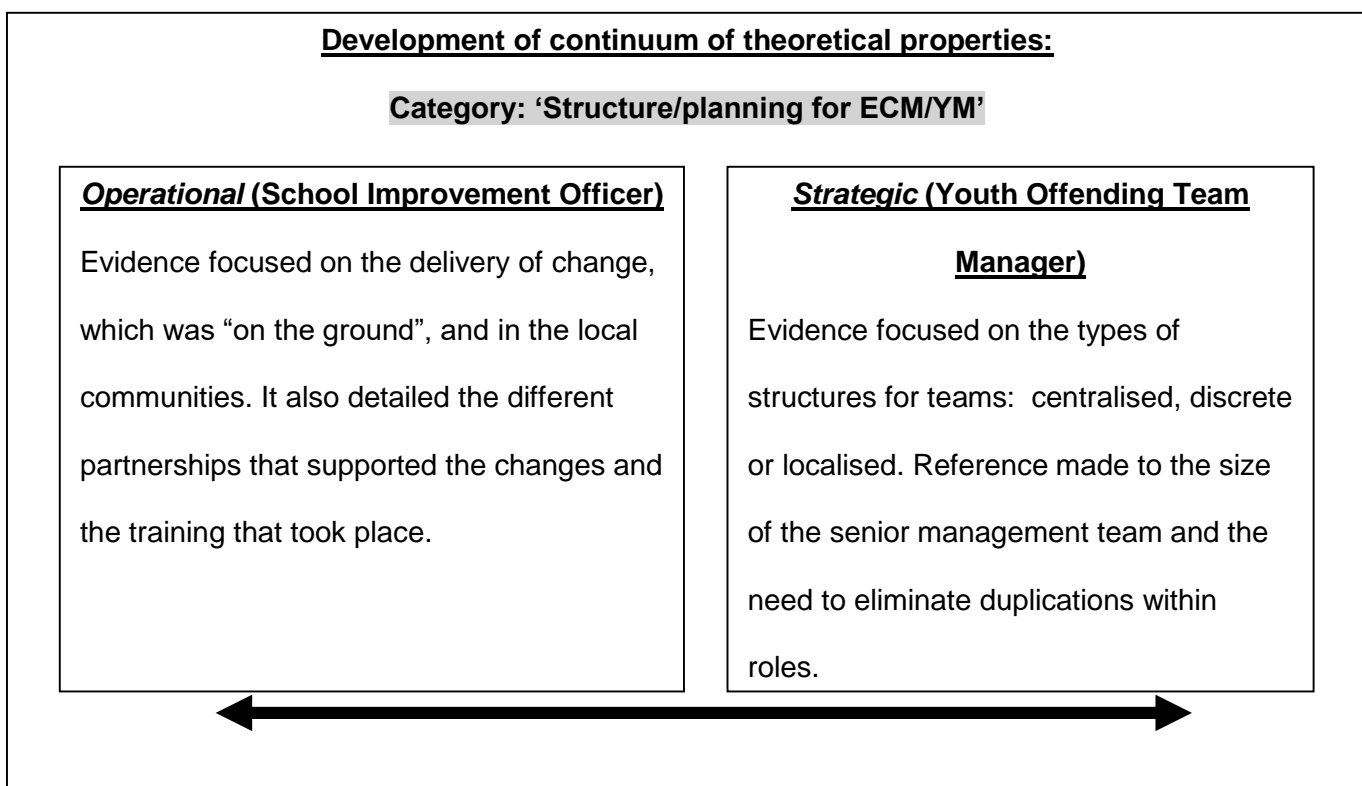 Development of continuum of theoretical properties:
Category: ‘Structure/planning for ECM/YM’
Operational (School Improvement Officer)
Evidence focused on the delivery of change,
which was “on the ground”, and in the local
communities. It also detailed the different
partnerships that supported the changes and
the training that took place.
Strategic (Youth Offending Team
Manager)
Evidence focused on the types of
structures for teams:  centralised, discrete
or localised. Reference made to the size
of the senior management team and the
need to eliminate duplications within
roles.